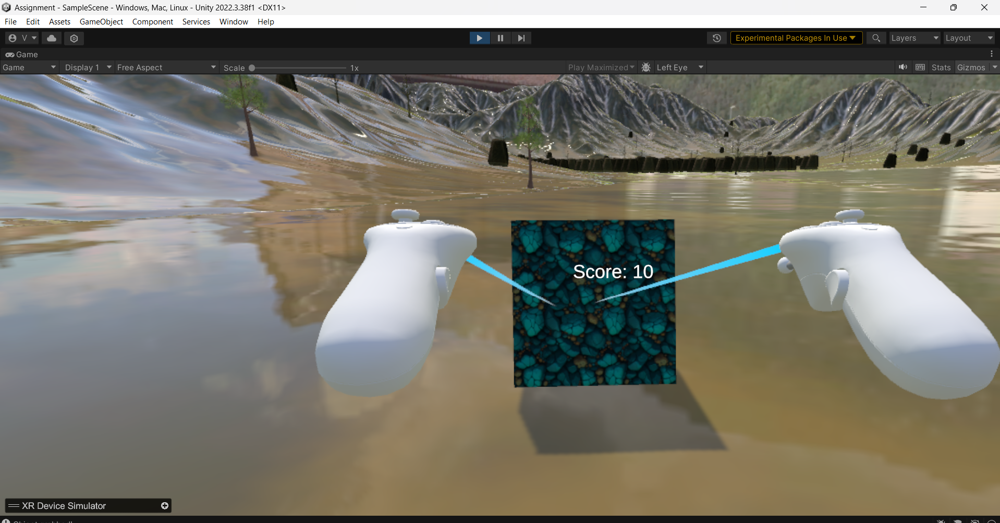 Assignment - SampleScene - Windows, Mac, Linux - Unity 2022.3.38f1 <DX11>
File Edit Assets GameObject Component Services Window Help
V Experimental Packages In Use Layers Layout
Game
Game Display 1 Free Aspect Scale 1x Play Maximized Left Eye Stats Gizmos
Score: 10
XR Device Simulator